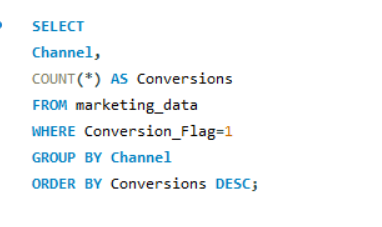 SELECT
Channel,
COUNT(*) AS Conversions
FROM marketing_data
WHERE Conversion_Flag=1
GROUP BY Channel
ORDER BY Conversions DESC;